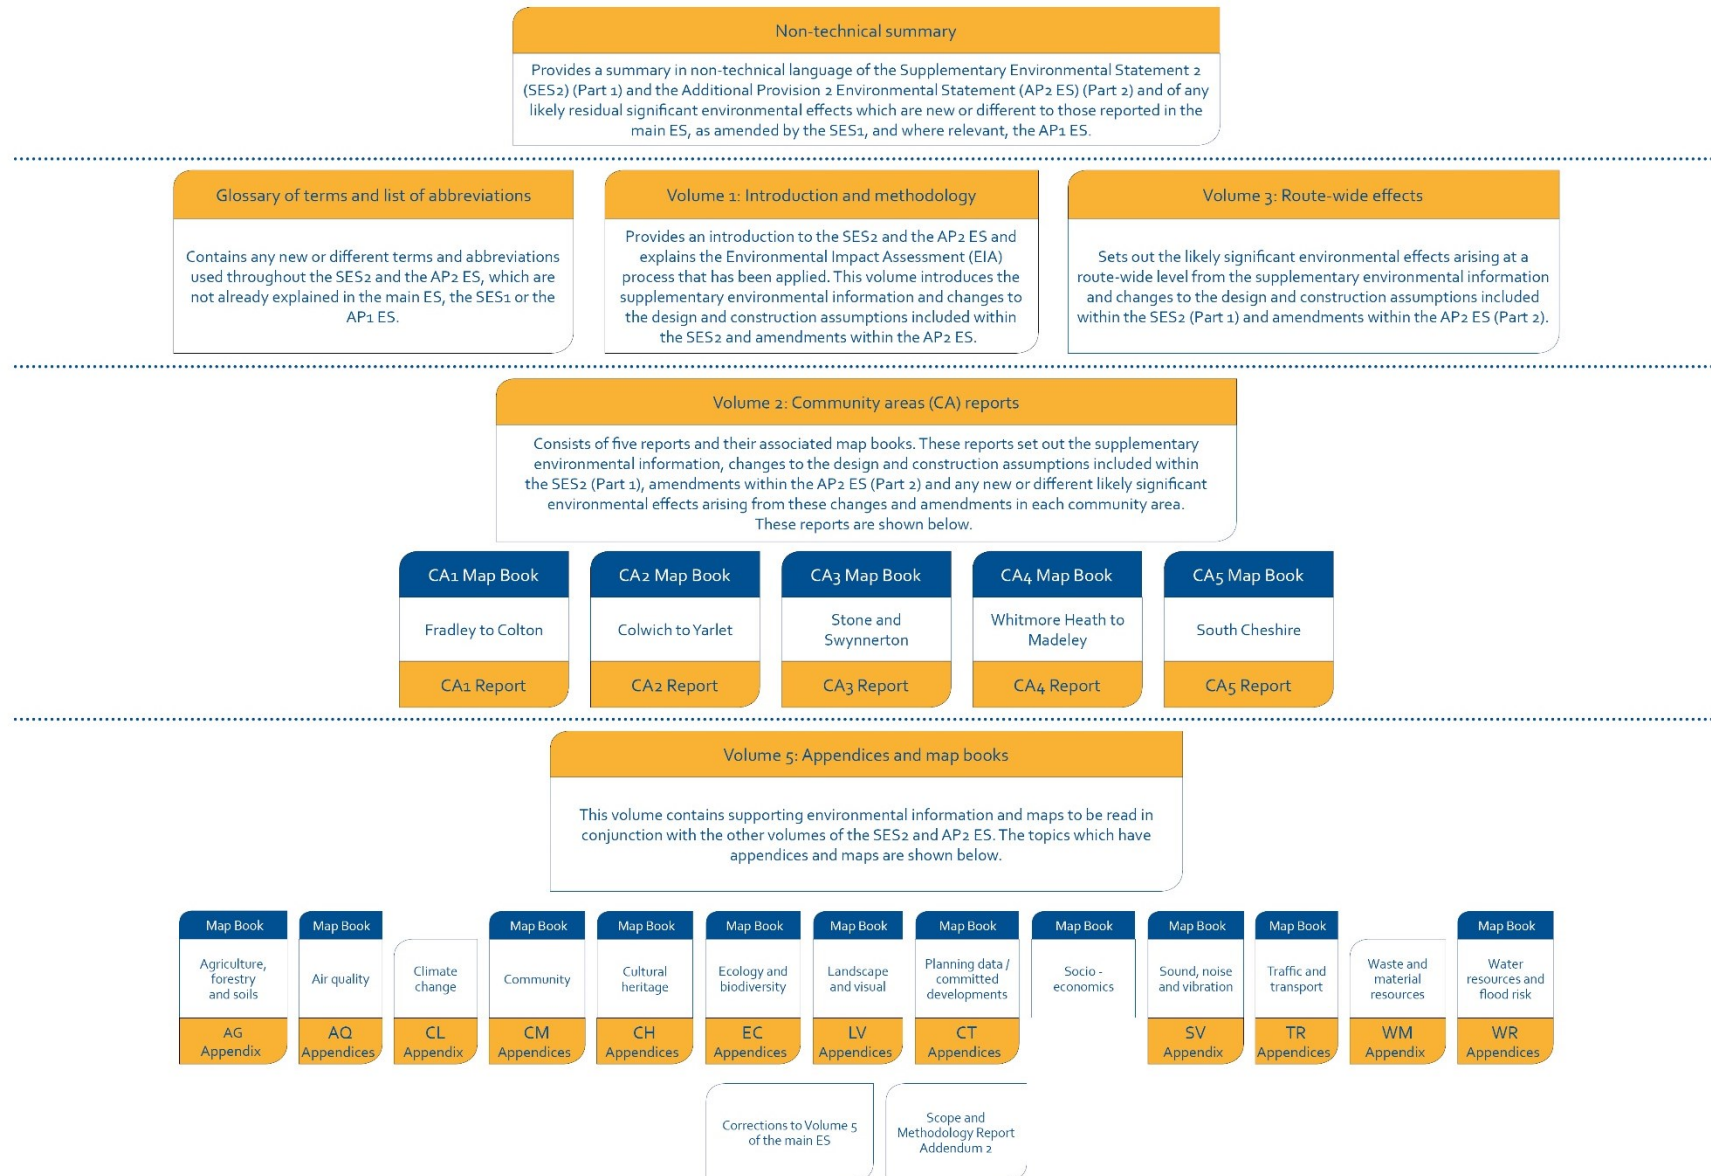 Non-technical summary
Provides a summary in non-technical language of the Supplementary Environmental Statement 2
(SES2) (Part 1) and the Additional Provision 2 Environmental Statement (AP2 ES) (Part 2) and of any
likely residual significant environmental effects which are new or different to those reported in the
main ES, as amended by the SES1, and where relevant, the AP1 ES.
Glossary of terms and list of abbreviations
Contains any new or different terms and abbreviations
used throughout the SES2 and the AP2 ES, which are
not already explained in the main ES, the SES1 or the
AP1 ES.
Volume 1: Introduction and methodology
Provides an introduction to the SES2 and the AP2 ES and
explains the Environmental Impact Assessment (EIA)
process that has been applied. This volume introduces the
supplementary environmental information and changes to
the design and construction assumptions included within
the SES2 and amendments within the AP2 ES.
Volume 3: Route-wide effects
Sets out the likely significant environmental effects arising at a
route-wide level from the supplementary environmental information
and changes to the design and construction assumptions included
within the SES2 (Part 1) and amendments within the AP2 ES (Part 2).
Volume 2: Community areas (CA) reports
Consists of five reports and their associated map books. These reports set out the supplementary
environmental information, changes to the design and construction assumptions included within
the SES2 (Part 1), amendments within the AP2 ES (Part 2) and any new or different likely significant
environmental effects arising from these changes and amendments in each community area.
These reports are shown below.
CA1 Map Book
Fradley to Colton
CA1 Report
CA2 Map Book
Colwich to Yarlet
CA2 Report
CA3 Map Book
Stone and
Swynnerton
CA3 Report
CA4 Map Book
Whitmore Heath to
Madeley
CA4 Report
CA5 Map Book
South Cheshire
CA5 Report
Volume 5: Appendices and map books
This volume contains supporting environmental information and maps to be read in
conjunction with the other volumes of the SES2 and AP2 ES. The topics which have
appendices and maps are shown below.
Map Book
Agriculture,
forestry
and soils
AG
Appendix
Map Book
Air quality
AQ
Appendices
Climate
change
CL
Appendix
Map Book
Community
CM
Appendices
Map Book
Cultural
heritage
CH
Appendices
Map Book
Ecology and
biodiversity
EC
Appendices
Map Book
Landscape
and visual
LV
Appendices
Map Book
Planning data /
committed
developments
CT
Appendices
Map Book
Socio -
economics
Map Book
Sound, noise
and vibration
SV
Appendix
Map Book
Traffic and
transport
TR
Appendices
Waste and
material
resources
WM
Appendix
Map Book
Water
resources and
flood risk
WR
Appendices
Corrections to Volume 5
of the main ES
Scope and
Methodology Report
Addendum 2